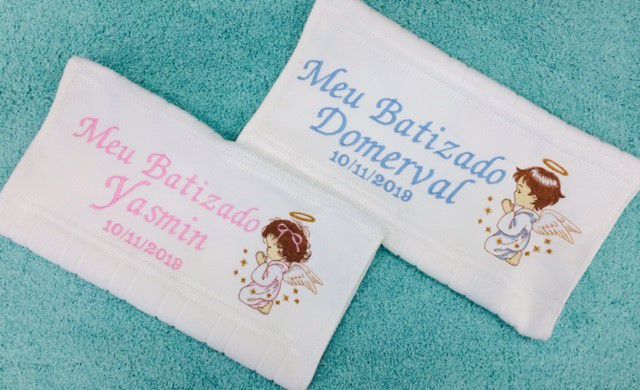 Meu Batizado
Yasmin
10/11/2019
Meu Batizado
Domerval
10/11/2019